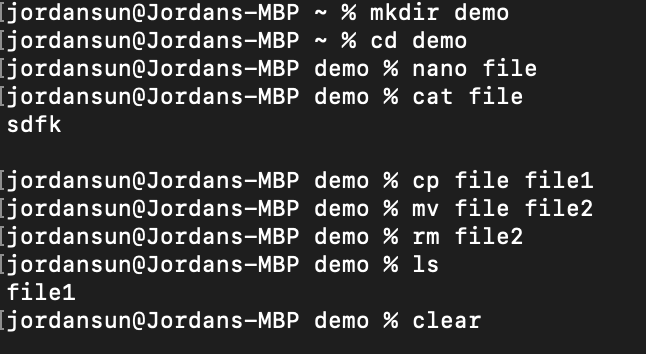 [jordansun@Jordans-MBP ~ % mkdir demo
[jordansun@Jordans-MBP ~ % cd demo
[jordansun@Jordans-MBP demo % nano file
[jordansun@Jordans-MBP demo % cat file
sdfk
[jordansun@Jordans-MBP demo % cp file file1
[jordansun@Jordans-MBP demo % mv file file2
[jordansun@Jordans-MBP demo % rm file2
[jordansun@Jordans-MBP demo % ls
file1
[jordansun@Jordans-MBP demo % clear